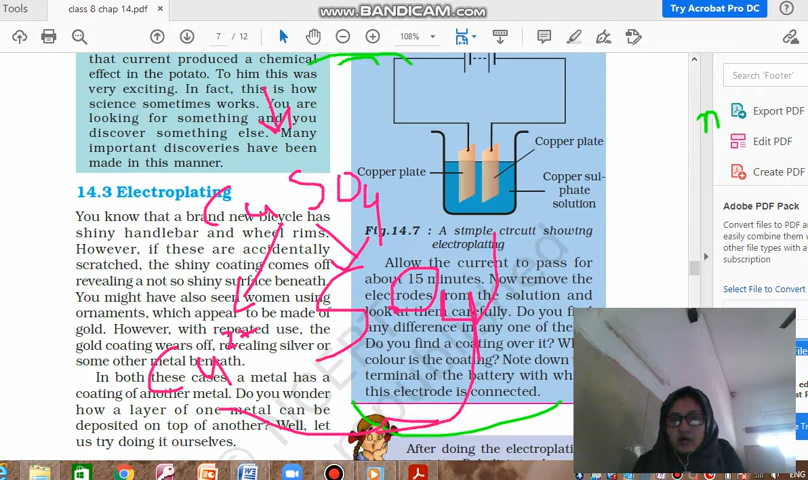 Tools
class 8 chap 14.pdf
×
WWW.BANDICAM.COM
Try Acrobat Pro DC
7 / 12
108%
that current produced a chemical
effect in the potato. To him this was
very exciting. In fact, this is how
science sometimes works. You are
looking for something and you
discover something else. Many
important discoveries have been
made in this manner.
14.3 Electroplating
You know that a brand new bicycle has
shiny handlebar and wheel rims.
However, if these are accidentally
scratched, the shiny coating comes off
revealing a not so shiny surface beneath.
You might have also seen women using
ornaments, which appear to be made of
gold. However, with repeated use, the
gold coating wears off, revealing silver or
some other metal beneath.
In both these cases, a metal has a
coating of another metal. Do you wonder
how a layer of one metal can be
deposited on top of another? Well, let
us try doing it ourselves.
CuSO4
Cu2+
SO4
Copper plate
Copper plate
Copper sul-
phate
solution
Fig.14.7 : A simple circuit showing
electroplating
Allow the current to pass for
about 15 minutes. Now remove the
electrodes from the solution and
look at them carefully. Do you find
any difference in any one of the
Do you find a coating over it?
colour is the coating? Note down
terminal of the battery with
this electrode is connected.
After doing the electroplati
n
Search 'Footer'
Export PDF
Edit PDF
Create PDF
Adobe PDF Pack
Convert files to PDF and
easily combine them w
other file types with a
subscription
Select File to Convert
ENG